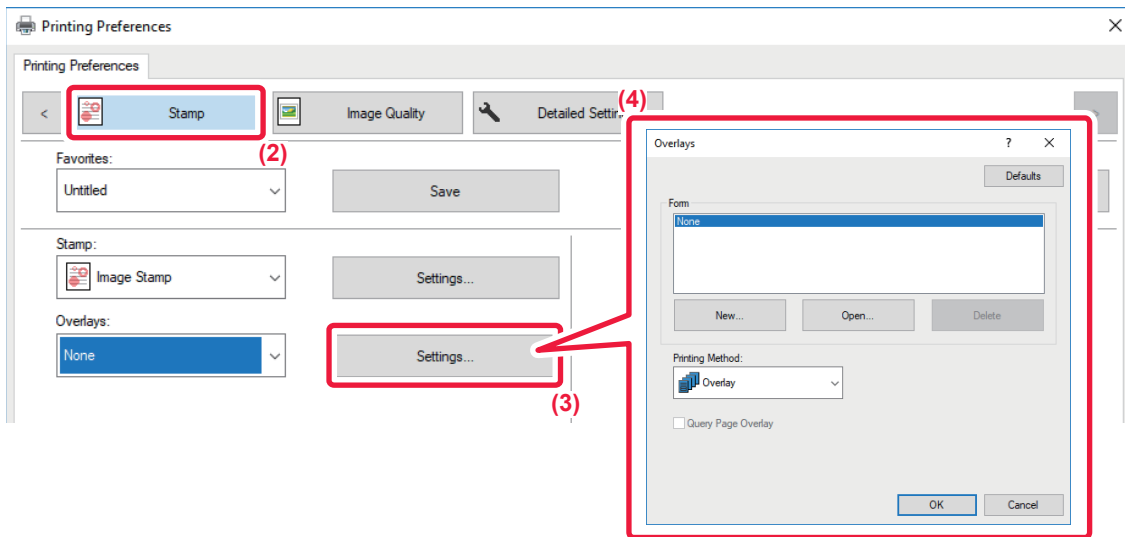 Printing Preferences
Printing Preferences
< Stamp Image Quality Detailed Settin
(2)
(4)
Favorites:
Untitled Save
Stamp:
Image Stamp Settings...
Overlays:
None Settings...
(3)
Overlays ?
Defaults
Form
None
New... Open... Delete
Printing Method:
Overlay
Query Page Overlay
OK Cancel